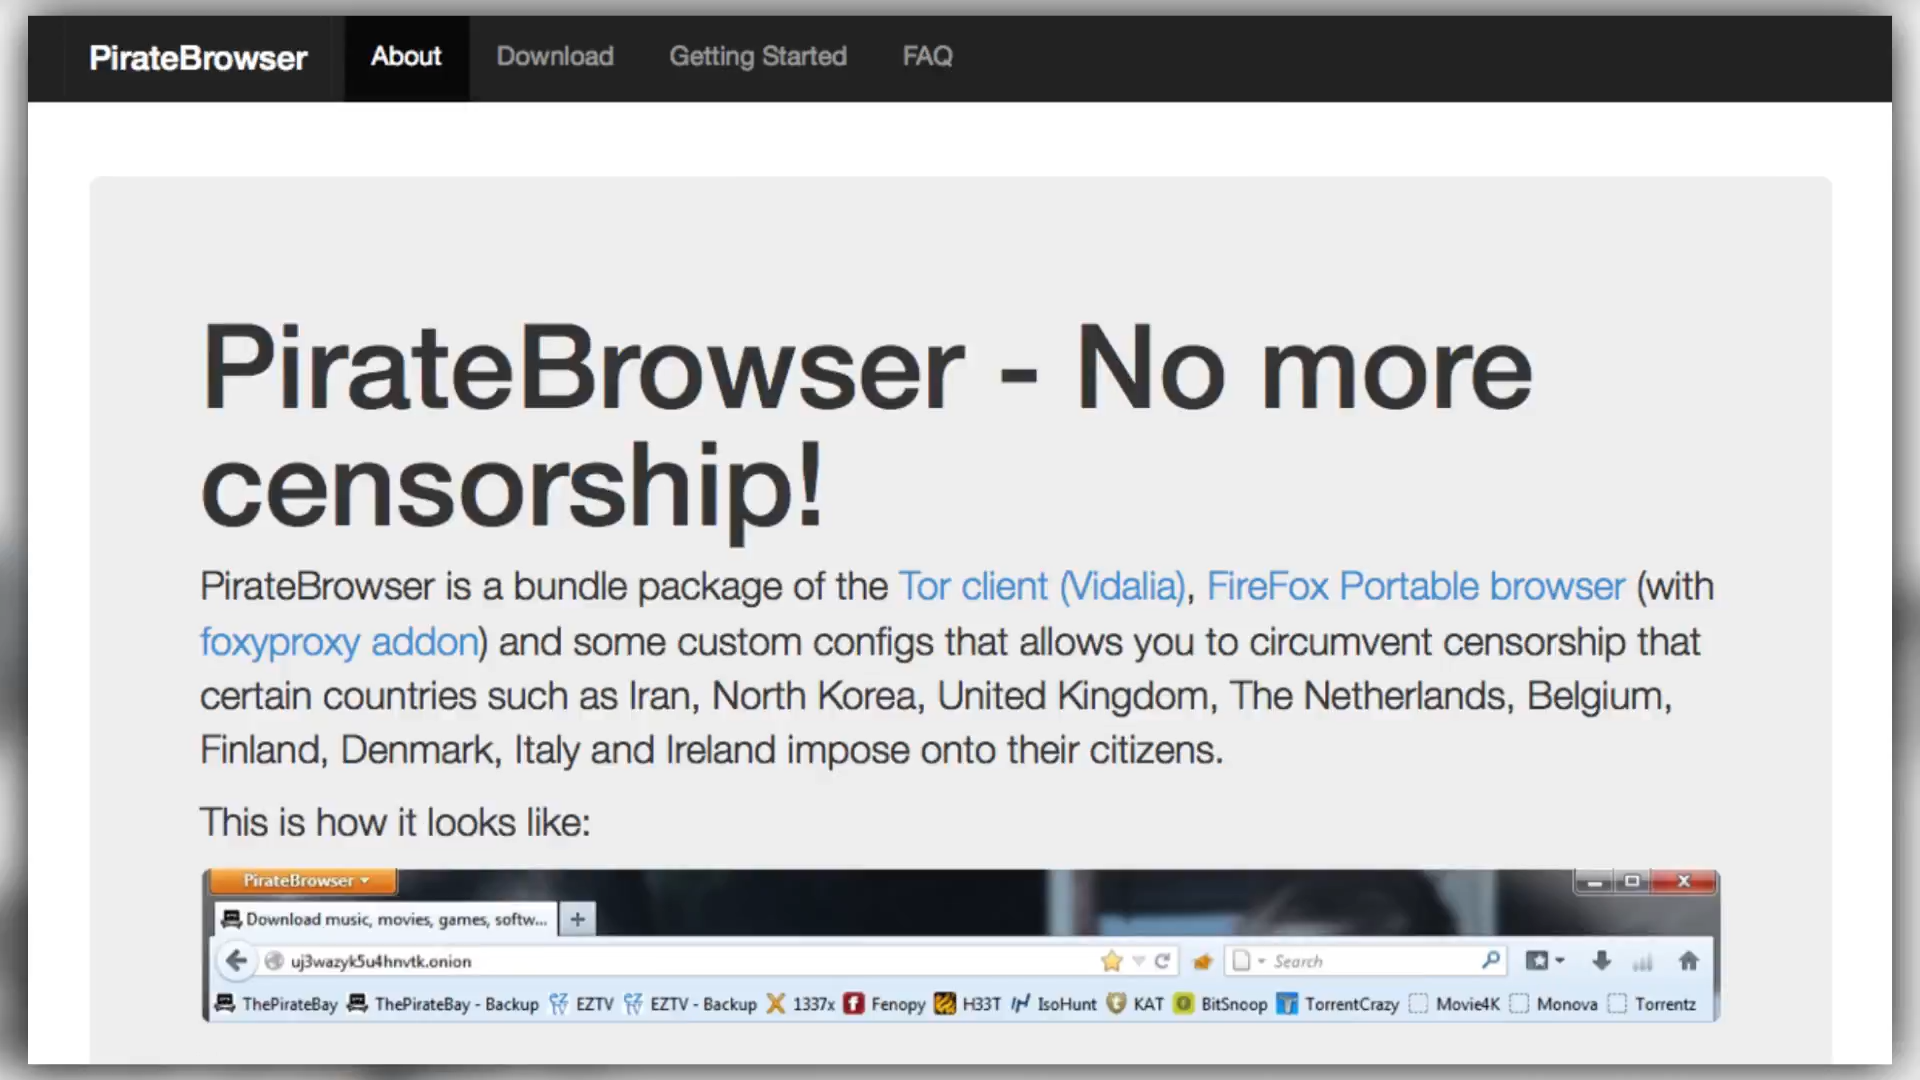 PirateBrowser About Download Getting Started FAQ
PirateBrowser - No more
censorship!
PirateBrowser is a bundle package of the Tor client (Vidalia), FireFox Portable browser (with
foxyproxy addon) and some custom configs that allows you to circumvent censorship that
certain countries such as Iran, North Korea, United Kingdom, The Netherlands, Belgium,
Finland, Denmark, Italy and Ireland impose onto their citizens.
This is how it looks like:
PirateBrowser
Download music, movies, games, softw...
uj3wazyk5u4hnvtk.onion Search
ThePirateBay ThePirateBay - Backup EZTV EZTV - Backup 1337x Fenopy H33T IsoHunt KAT BitSnoop TorrentCrazy Movie4K Monova Torrentz